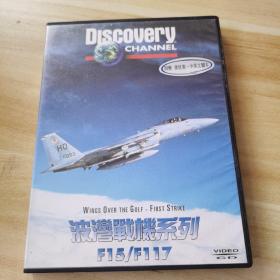 Discovery
CHANNEL
HO
WINGS OVER THE GULF - FIRST STRIKE
波灣戰機系列
F15/F117
VIDEO
CD